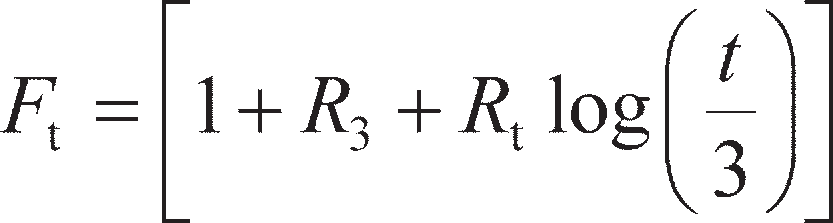 F_t = [1 + R_3 + R_t log(t/3)]